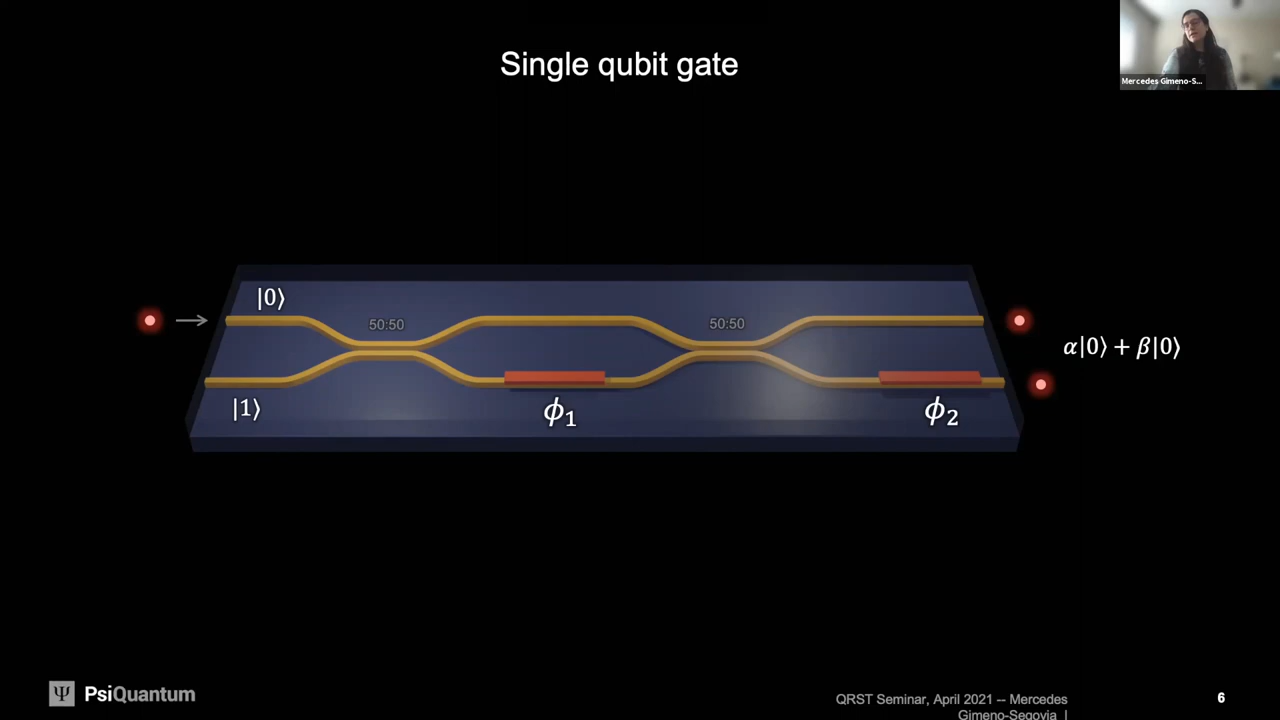 Single qubit gate
Mercedes Gimeno-S...
|0⟩
50:50
50:50
α|0⟩ + β|0⟩
|1⟩
ϕ₁
ϕ₂
Ψ PsiQuantum
QRST Seminar, April 2021 -- Mercedes
Gimeno-Segovia |
6